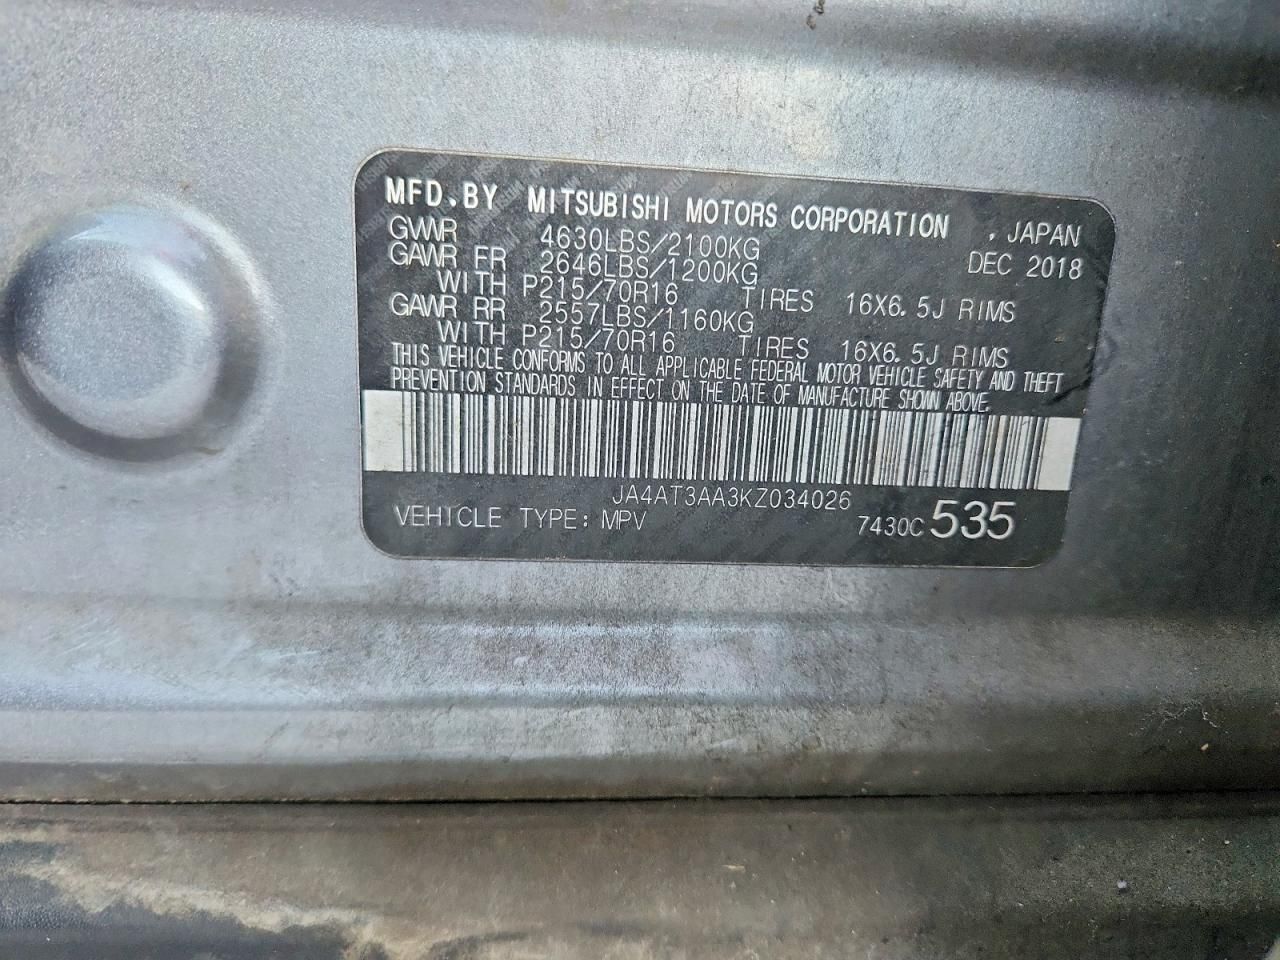 MFD.BY MITSUBISHI MOTORS CORPORATION , JAPAN
GVWR 4630LBS/2100KG DEC 2018
GAWR FR 2646LBS/1200KG
WITH P215/70R16 TIRES 16X6.5J RIMS
GAWR RR 2557LBS/1160KG
WITH P215/70R16 TIRES 16X6.5J RIMS
THIS VEHICLE CONFORMS TO ALL APPLICABLE FEDERAL MOTOR VEHICLE SAFETY AND THEFT
PREVENTION STANDARDS IN EFFECT ON THE DATE OF MANUFACTURE SHOWN ABOVE.
JA4AT3AA3KZ034026
VEHICLE TYPE: MPV 7430C 535